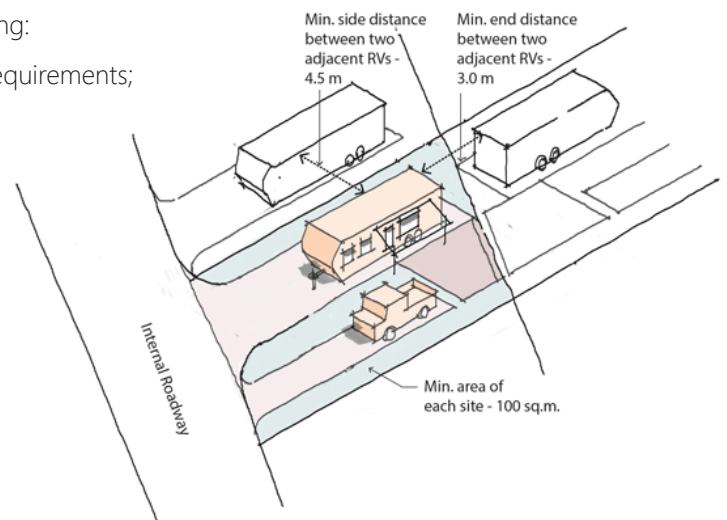 ng:
equirements;
Min. side distance
between two
adjacent RVs -
4.5 m
Min. end distance
between two
adjacent RVs -
3.0 m
Internal Roadway
Min. area of
each site - 100 sq.m.